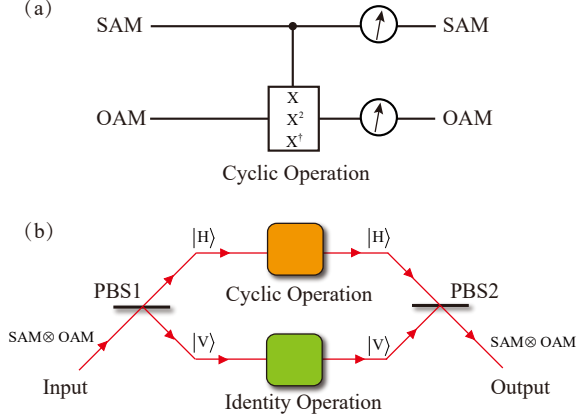 (a)
SAM
SAM
X
X²
X†
OAM
OAM
Cyclic Operation
(b)
|H⟩
|H⟩
PBS1
Cyclic Operation
PBS2
SAM⊗ OAM
|V⟩
|V⟩
SAM⊗ OAM
Input
Identity Operation
Output